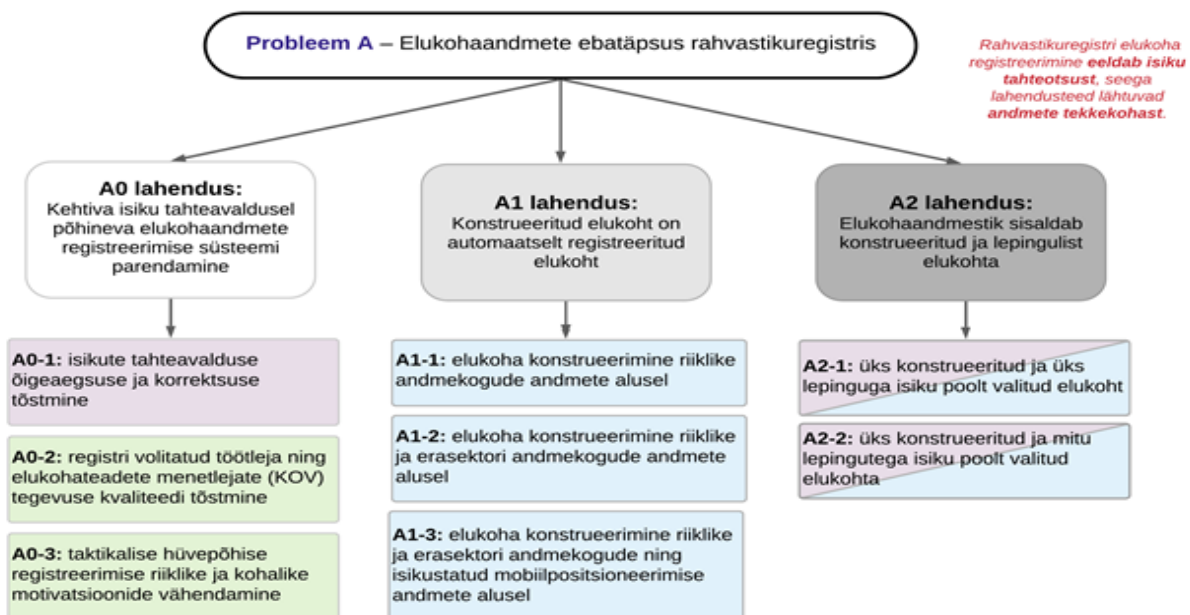 Probleem A – Elukohaandmete ebatäpsus rahvastikuregistris
Rahvastikuregistri elukoha
registreerimine eeldab isiku
tahteotsust, seega
lahendusteed lähtuvad
andmete tekkekohast.
A0 lahendus:
Kehtiva isiku tahteavaldusel
põhineva elukohaandmete
registreerimise süsteemi
parendamine
A1 lahendus:
Konstrueeritud elukoht on
automaatselt registreeritud
elukoht
A2 lahendus:
Elukohaandmestik sisaldab
konstrueeritud ja lepingulist
elukohta
A0-1: isikute tahteavalduse
õigeaegsuse ja korrektsuse
tõstmine
A0-2: registri volitatud töötleja ning
elukohateadete menetlejate (KOV)
tegevuse kvaliteedi tõstmine
A0-3: taktikalise hüvepõhise
registreerimise riiklike ja kohalike
motivatsioonide vähendamine
A1-1: elukoha konstrueerimine riiklike
andmekogude andmete alusel
A1-2: elukoha konstrueerimine riiklike
ja erasektori andmekogude andmete
alusel
A1-3: elukoha konstrueerimine riiklike
ja erasektori andmekogude ning
isikustatud mobiilpositsioneerimise
andmete alusel
A2-1: üks konstrueeritud ja üks
lepinguga isiku poolt valitud elukoht
A2-2: üks konstrueeritud ja mitu
lepingutega isiku poolt valitud
elukohta